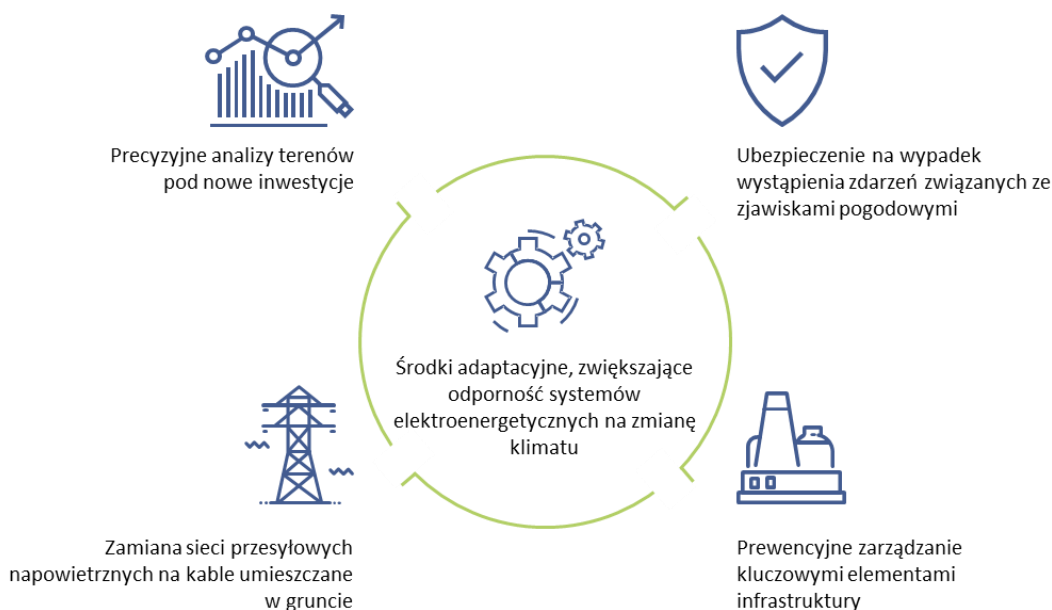 Precyzyjne analizy terenów
pod nowe inwestycje
Ubezpieczenie na wypadek
wystąpienia zdarzeń związanych ze
zjawiskami pogodowymi
Środki adaptacyjne, zwiększające
odporność systemów
elektroenergetycznych na zmianę
klimatu
Zamiana sieci przesyłowych
napowietrznych na kable umieszczane
w gruncie
Prewencyjne zarządzanie
kluczowymi elementami
infrastruktury